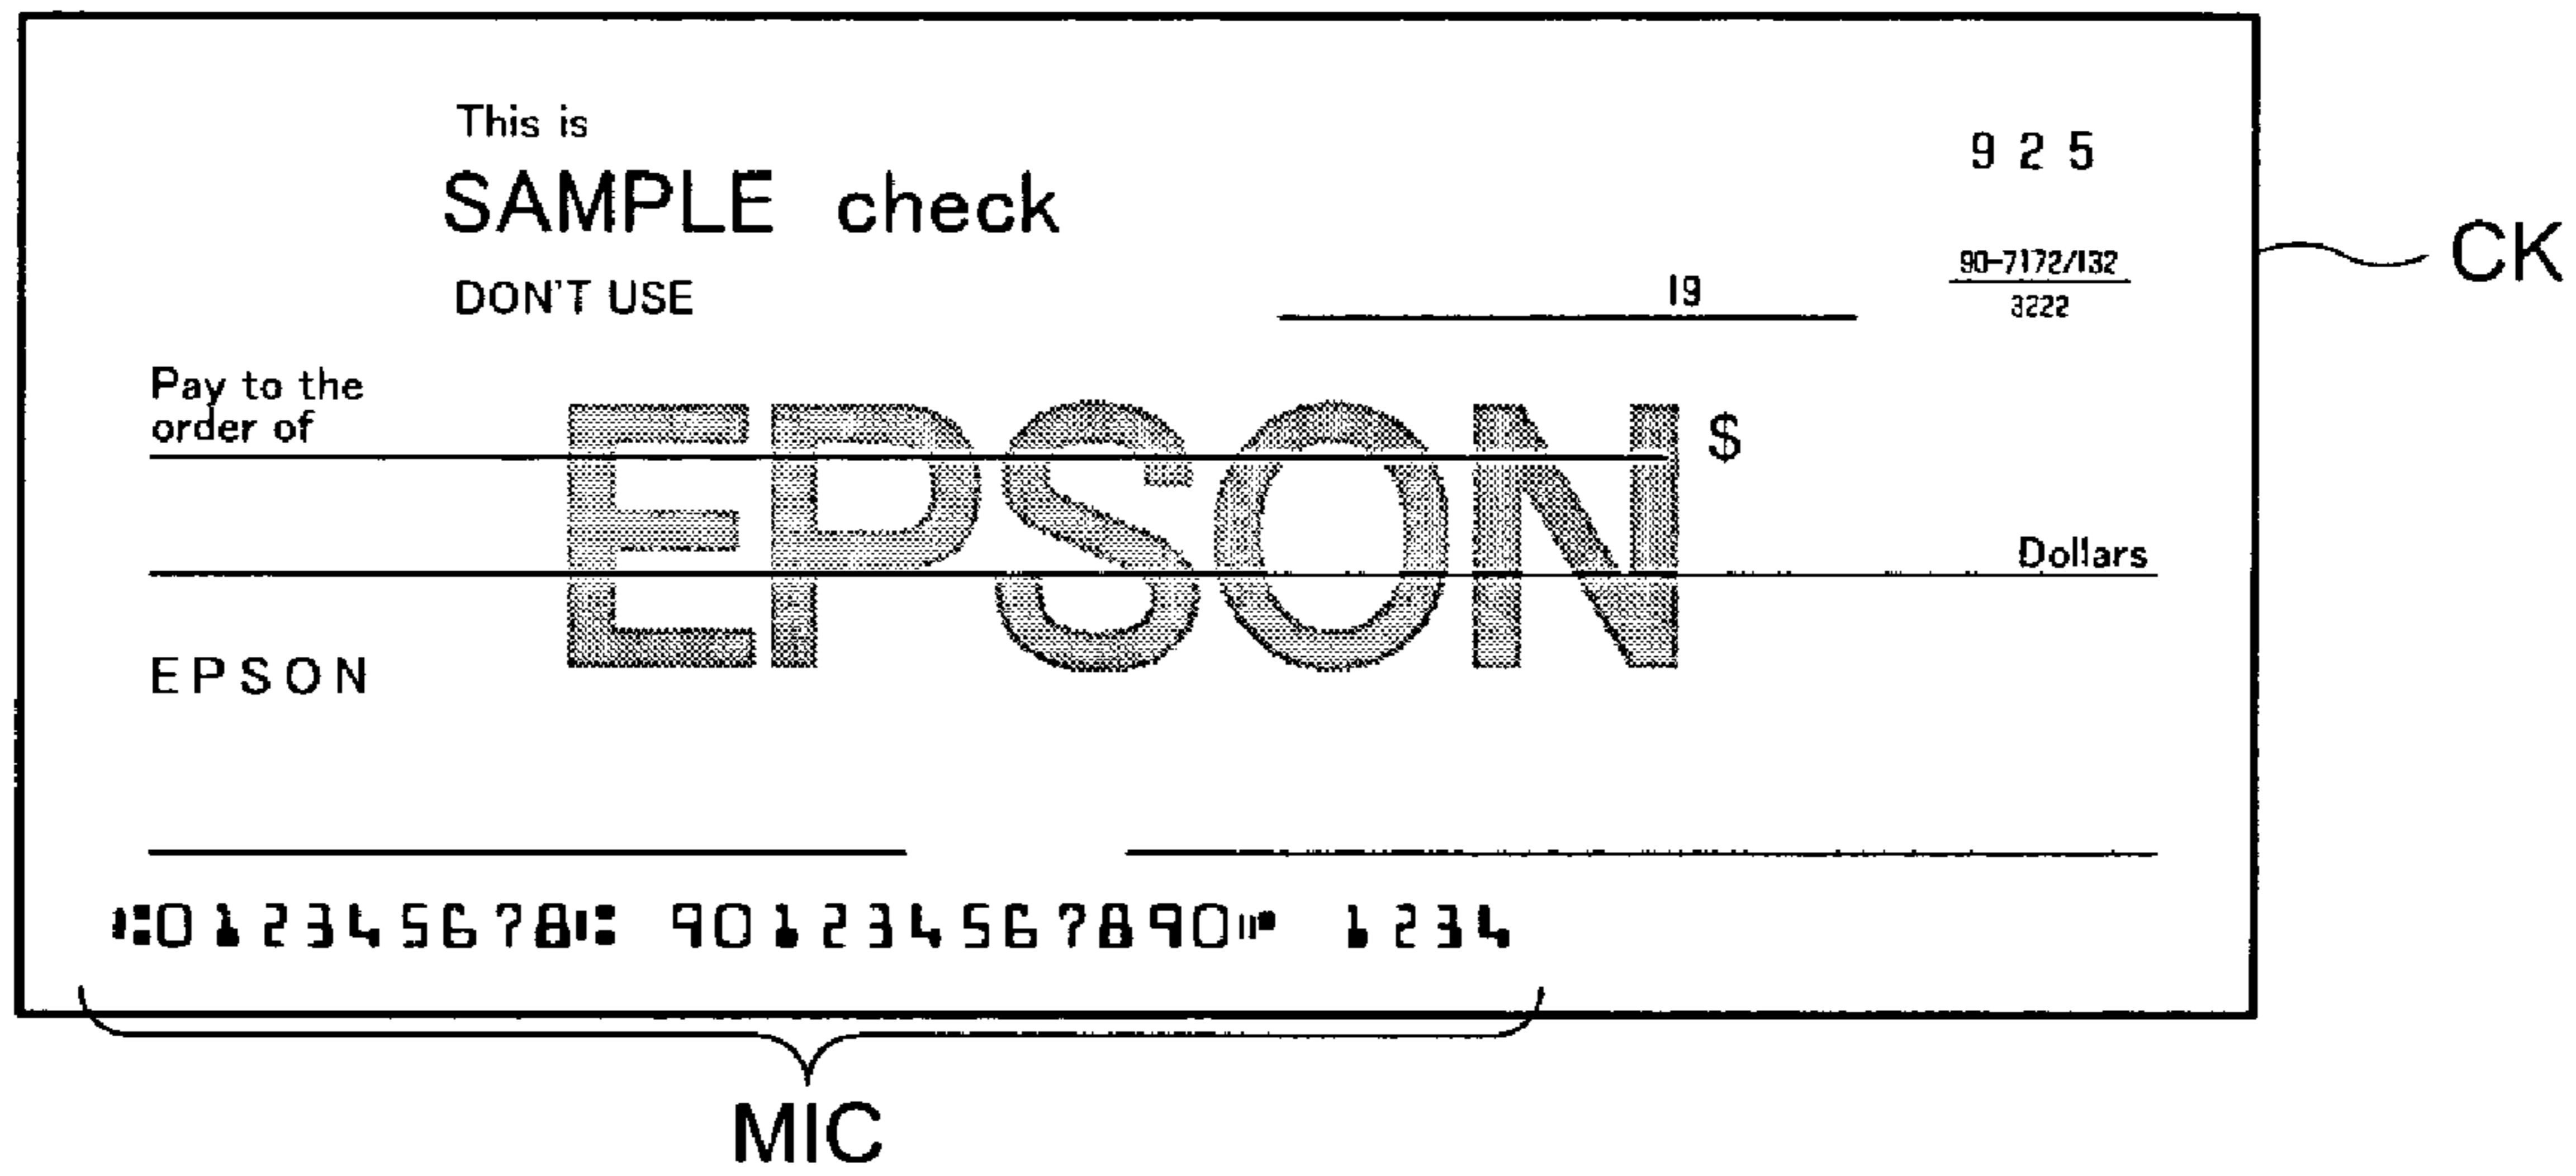 This is
925
SAMPLE check
CK
90-7172/132
19
3222
DON'T USE
Pay to the
order of
EPSON
$
Dollars
EPSON
⑆012345678⑆ 901234567890⑈ 1234
MIC